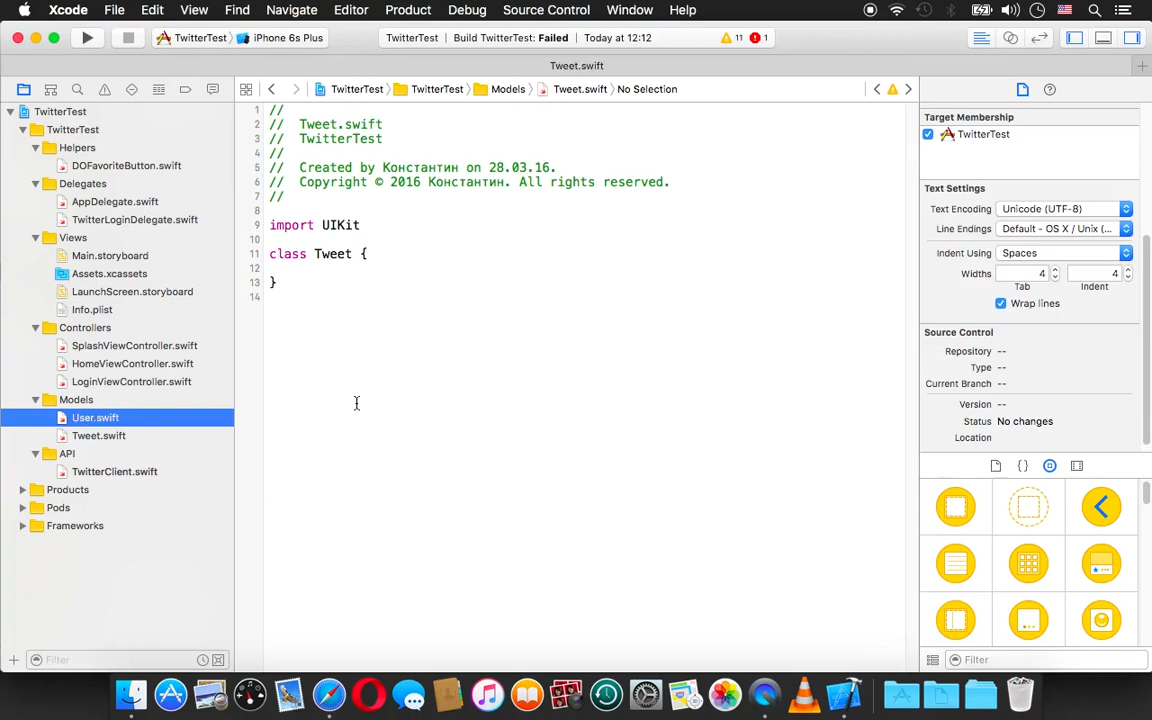 Xcode File Edit View Find Navigate Editor Product Debug Source Control Window Help
TwitterTest iPhone 6s Plus TwitterTest Build TwitterTest: Failed Today at 12:12 11 1
Tweet.swift
TwitterTest TwitterTest Models Tweet.swift No Selection
TwitterTest
TwitterTest
Helpers
DOFavoriteButton.swift
Delegates
AppDelegate.swift
TwitterLoginDelegate.swift
Views
Main.storyboard
Assets.xcassets
LaunchScreen.storyboard
Info.plist
Controllers
SplashViewController.swift
HomeViewController.swift
LoginViewController.swift
Models
User.swift
Tweet.swift
API
TwitterClient.swift
Products
Pods
Frameworks
Filter
1 //
2 // Tweet.swift
3 // TwitterTest
4 //
5 // Created by Константин on 28.03.16.
6 // Copyright © 2016 Константин. All rights reserved.
7 //
8
9 import UIKit
10
11 class Tweet {
12
13 }
14
Target Membership
TwitterTest
Text Settings
Text Encoding Unicode (UTF-8)
Line Endings Default - OS X / Unix (...
Indent Using Spaces
Widths 4 4
Tab Indent
Wrap lines
Source Control
Repository --
Type --
Current Branch --
Version --
Status No changes
Location
Filter